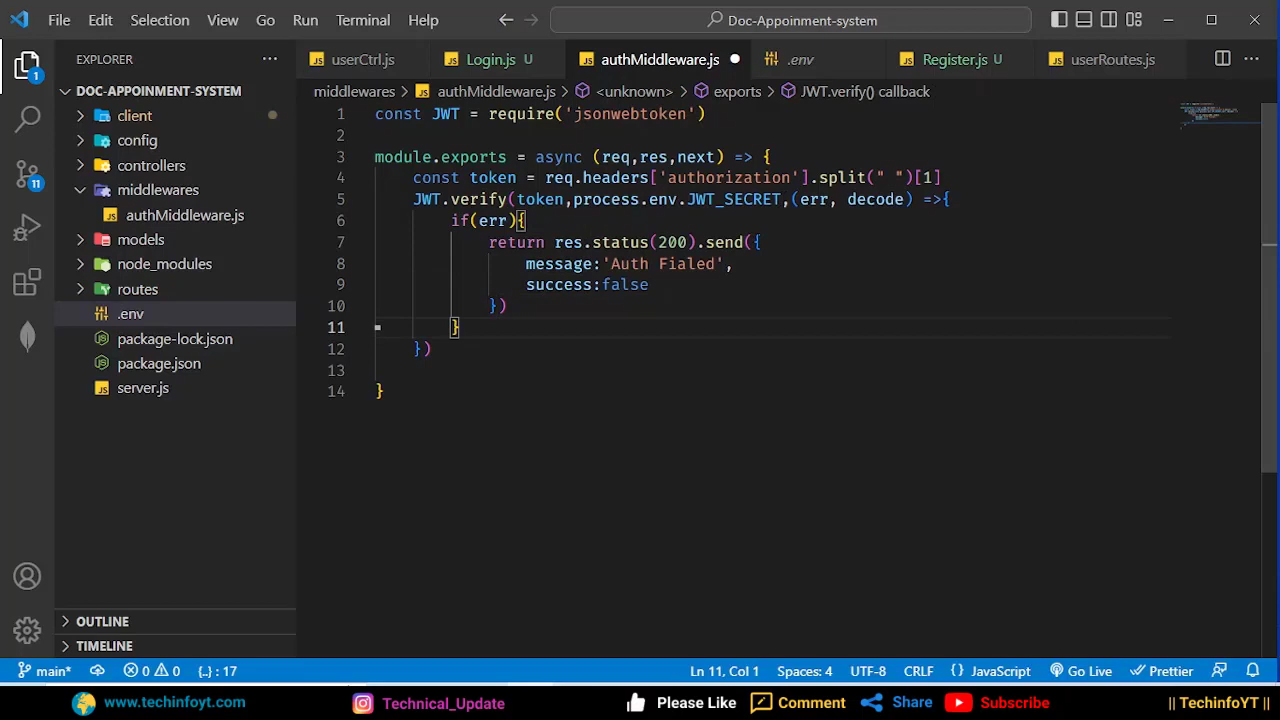 File Edit Selection View Go Run Terminal Help
Doc-Appoinment-system
EXPLORER
userCtrl.js
Login.js U
authMiddleware.js
.env
Register.js U
userRoutes.js
middlewares > authMiddleware.js > <unknown> > exports > JWT.verify() callback
1
DOC-APPOINMENT-SYSTEM
client
config
controllers
11
middlewares
authMiddleware.js
models
node_modules
routes
.env
package-lock.json
package.json
server.js
OUTLINE
TIMELINE
1 const JWT = require('jsonwebtoken')
2
3 module.exports = async (req,res,next) => {
4 const token = req.headers['authorization'].split(" ")[1]
5 JWT.verify(token,process.env.JWT_SECRET,(err, decode) =>{
6 if(err){
7 return res.status(200).send({
8 message:'Auth Fialed',
9 success:false
10 })
11 }
12 })
13
14 }
main* 0 0 {..} : 17 Ln 11, Col 1 Spaces: 4 UTF-8 CRLF {} JavaScript Go Live Prettier
www.techinfoyt.com Technical_Update Please Like Comment Share Subscribe || TechinfoYT ||